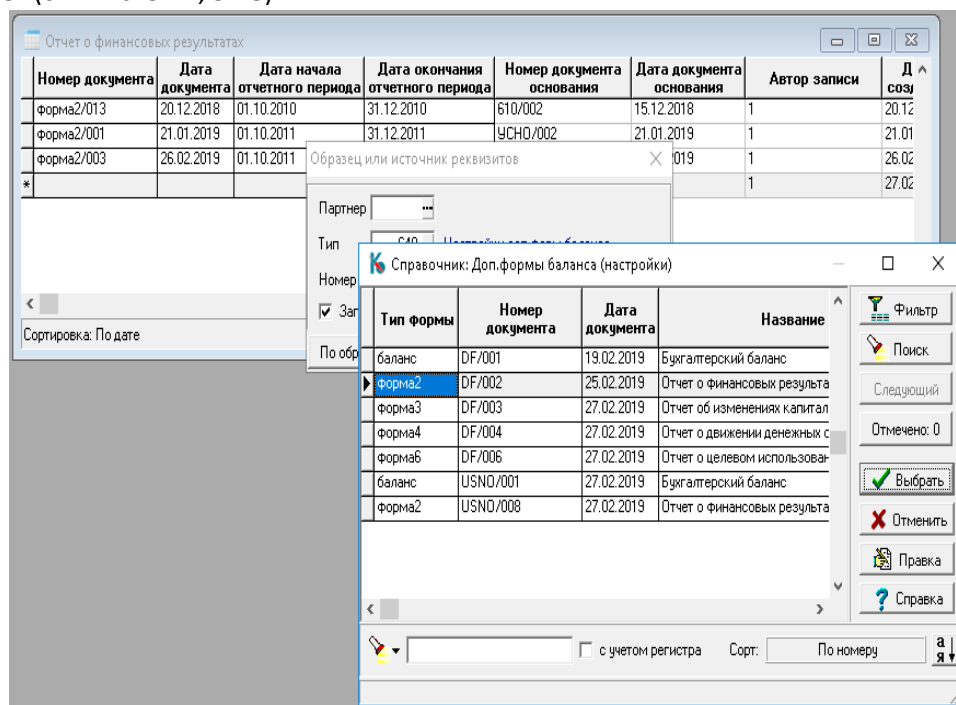 Отчет о финансовых результатах
Номер документа Дата документа Дата начала отчетного периода Дата окончания отчетного периода Номер документа основания Дата документа основания Автор записи Д созд
форма2/013 20.12.2018 01.10.2010 31.12.2010 610/002 15.12.2018 1 20.12
форма2/001 21.01.2019 01.10.2011 31.12.2011 УСНО/002 21.01.2019 1 21.01
форма2/003 26.02.2019 01.10.2011 2019 1 26.02
* 1 27.02
Сортировка: По дате
Образец или источник реквизитов
Партнер ...
Тип
Номер
Зап
По обр
Справочник: Доп.формы баланса (настройки)
Тип формы Номер документа Дата документа Название
баланс DF/001 19.02.2019 Бухгалтерский баланс
форма2 DF/002 25.02.2019 Отчет о финансовых результа
форма3 DF/003 27.02.2019 Отчет об изменениях капитал
форма4 DF/004 27.02.2019 Отчет о движении денежных с
форма6 DF/006 27.02.2019 Отчет о целевом использован
баланс USNO/001 27.02.2019 Бухгалтерский баланс
форма2 USNO/008 27.02.2019 Отчет о финансовых результа
Фильтр
Поиск
Следующий
Отмечено: 0
Выбрать
Отменить
Правка
Справка
с учетом регистра Сорт: По номеру
а
я